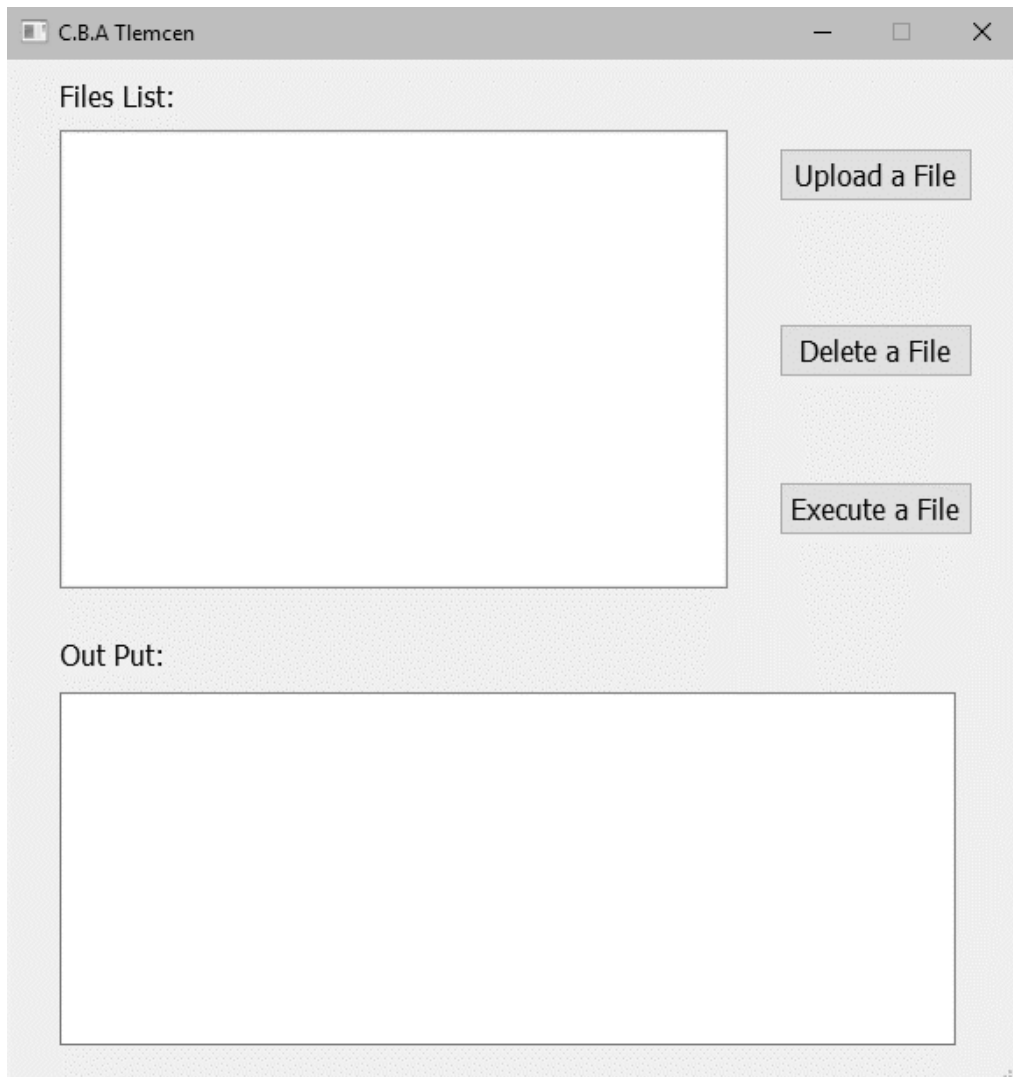 C.B.A Tlemcen
Files List:
Upload a File
Delete a File
Execute a File
Out Put: